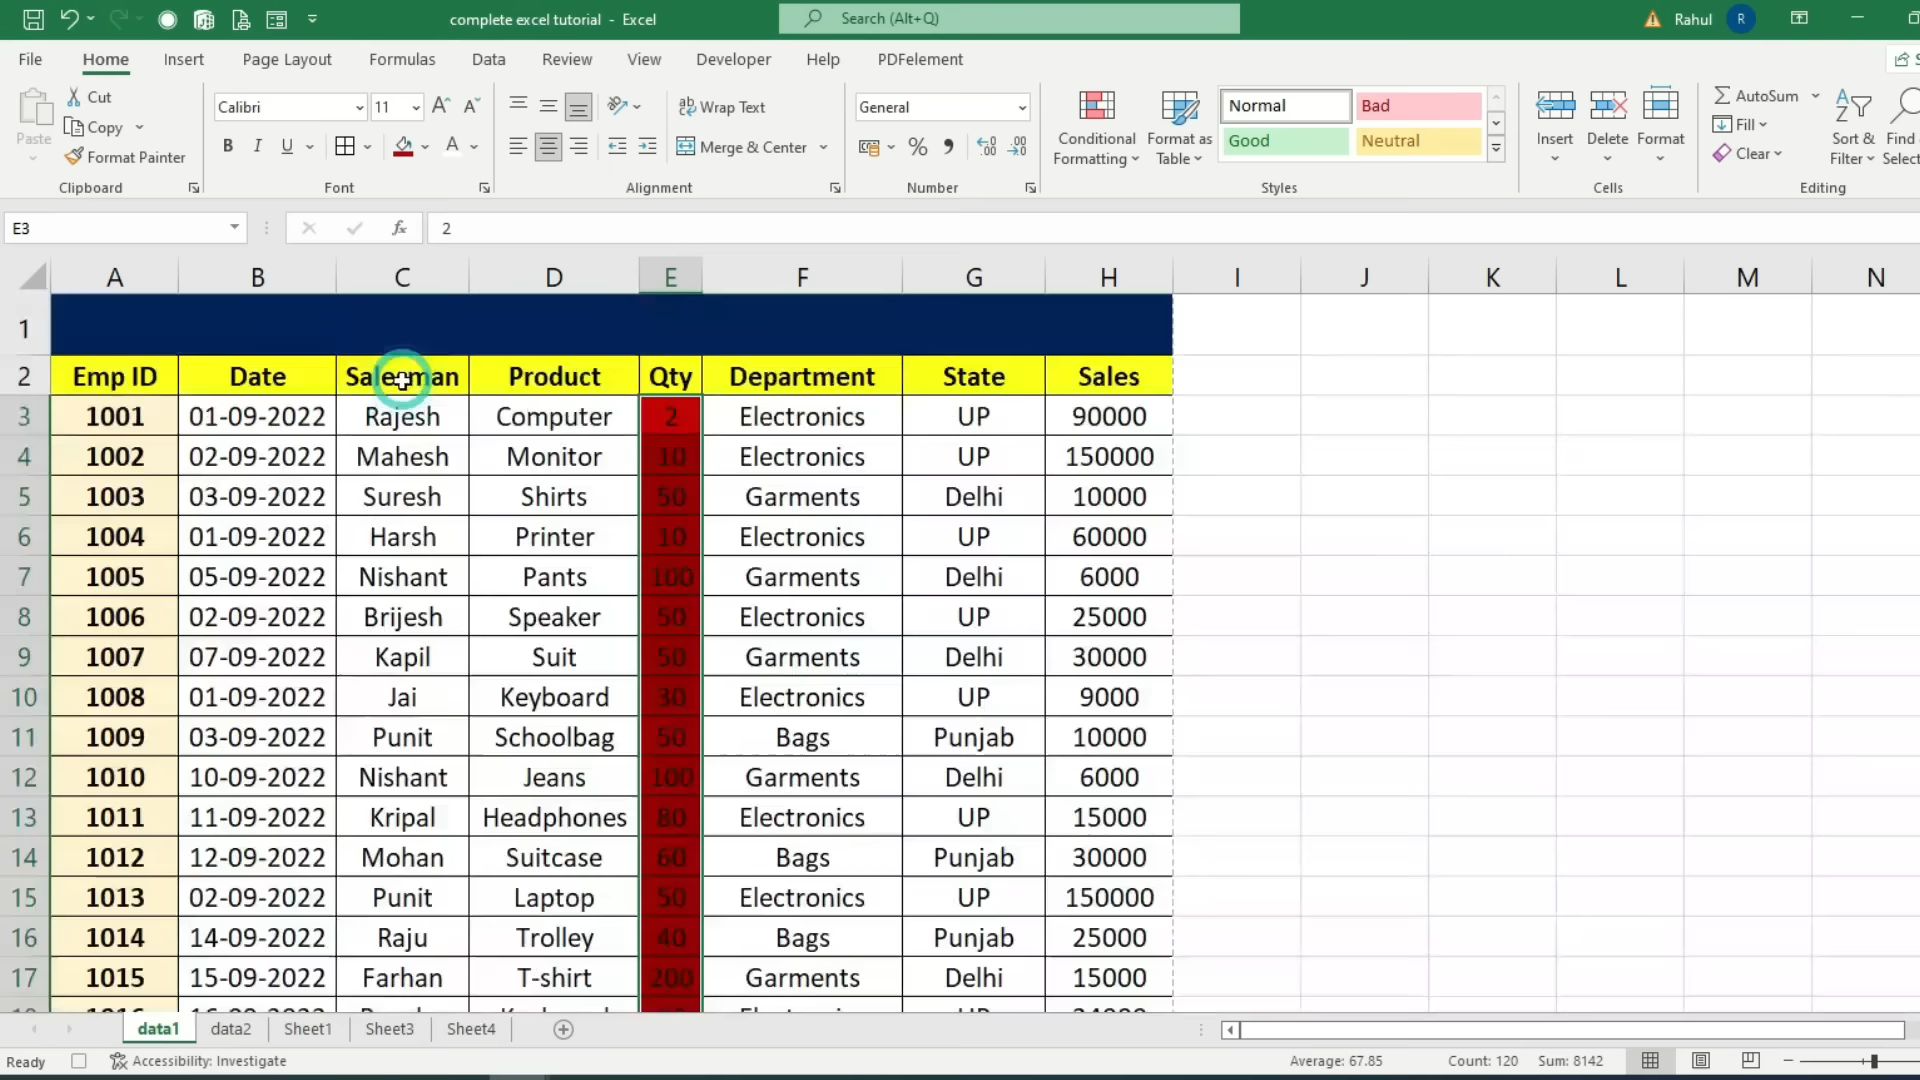 complete excel tutorial - Excel
Search (Alt+Q)
Rahul
R
File Home Insert Page Layout Formulas Data Review View Developer Help PDFelement
Paste
Cut
Copy
Format Painter
Clipboard
Calibri 11
B I U
Font
Wrap Text
Merge & Center
Alignment
General
Number
Conditional Formatting
Format as Table
Normal Bad
Good Neutral
Styles
Insert Delete Format
Cells
AutoSum
Fill
Clear
Sort & Filter
Find &
Editing
E3 fx 2
A B C D E F G H I J K L M N
1
2 Emp ID Date Salesman Product Qty Department State Sales
3 1001 01-09-2022 Rajesh Computer 2 Electronics UP 90000
4 1002 02-09-2022 Mahesh Monitor 10 Electronics UP 150000
5 1003 03-09-2022 Suresh Shirts 50 Garments Delhi 10000
6 1004 01-09-2022 Harsh Printer 10 Electronics UP 60000
7 1005 05-09-2022 Nishant Pants 100 Garments Delhi 6000
8 1006 02-09-2022 Brijesh Speaker 50 Electronics UP 25000
9 1007 07-09-2022 Kapil Suit 50 Garments Delhi 30000
10 1008 01-09-2022 Jai Keyboard 30 Electronics UP 9000
11 1009 03-09-2022 Punit Schoolbag 50 Bags Punjab 10000
12 1010 10-09-2022 Nishant Jeans 100 Garments Delhi 6000
13 1011 11-09-2022 Kripal Headphones 80 Electronics UP 15000
14 1012 12-09-2022 Mohan Suitcase 60 Bags Punjab 30000
15 1013 02-09-2022 Punit Laptop 50 Electronics UP 150000
16 1014 14-09-2022 Raju Trolley 40 Bags Punjab 25000
17 1015 15-09-2022 Farhan T-shirt 200 Garments Delhi 15000
data1 data2 Sheet1 Sheet3 Sheet4
Ready Accessibility: Investigate Average: 67.85 Count: 120 Sum: 8142